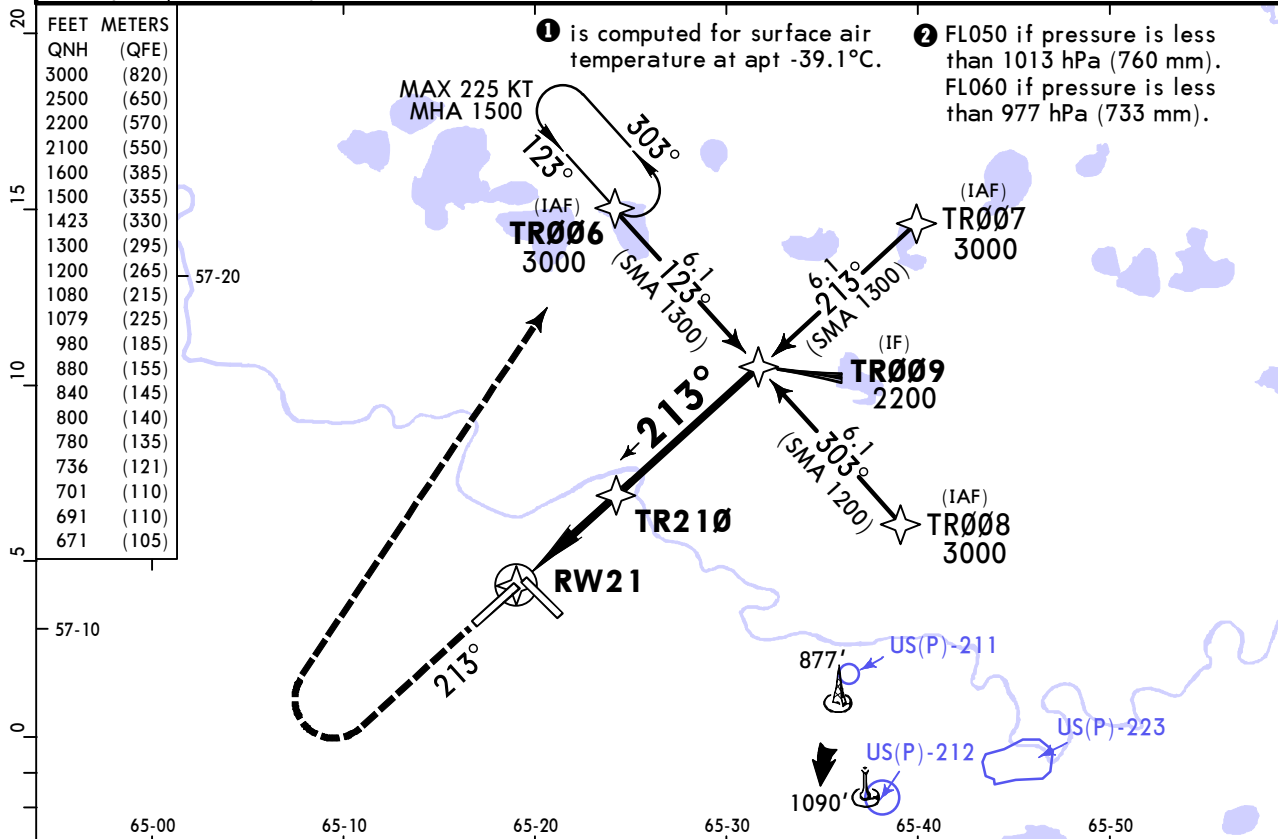 20
15
10
5
0
FEET METERS
QNH (QFE)
3000 (820)
2500 (650)
2200 (570)
2100 (550)
1600 (385)
1500 (355)
1423 (330)
1300 (295)
1200 (265)
1080 (215)
1079 (225)
980 (185)
880 (155)
840 (145)
800 (140)
780 (135)
736 (121)
701 (110)
691 (110)
671 (105)
❶ is computed for surface air
temperature at apt -39.1°C.
❷ FL050 if pressure is less
than 1013 hPa (760 mm).
FL060 if pressure is less
than 977 hPa (733 mm).
MAX 225 KT
MHA 1500
303°
123°
(IAF)
TRØØ6
3000
6.1
123°
(SMA 1300)
(IAF)
TRØØ7
3000
6.1
213°
(SMA 1300)
(IF)
TRØØ9
2200
213°
6.1
303°
(SMA 1200)
(IAF)
TRØØ8
3000
TR21Ø
RW21
213°
57-20
57-10
877'
US(P)-211
US(P)-212
US(P)-223
1090'
65-00
65-10
65-20
65-30
65-40
65-50